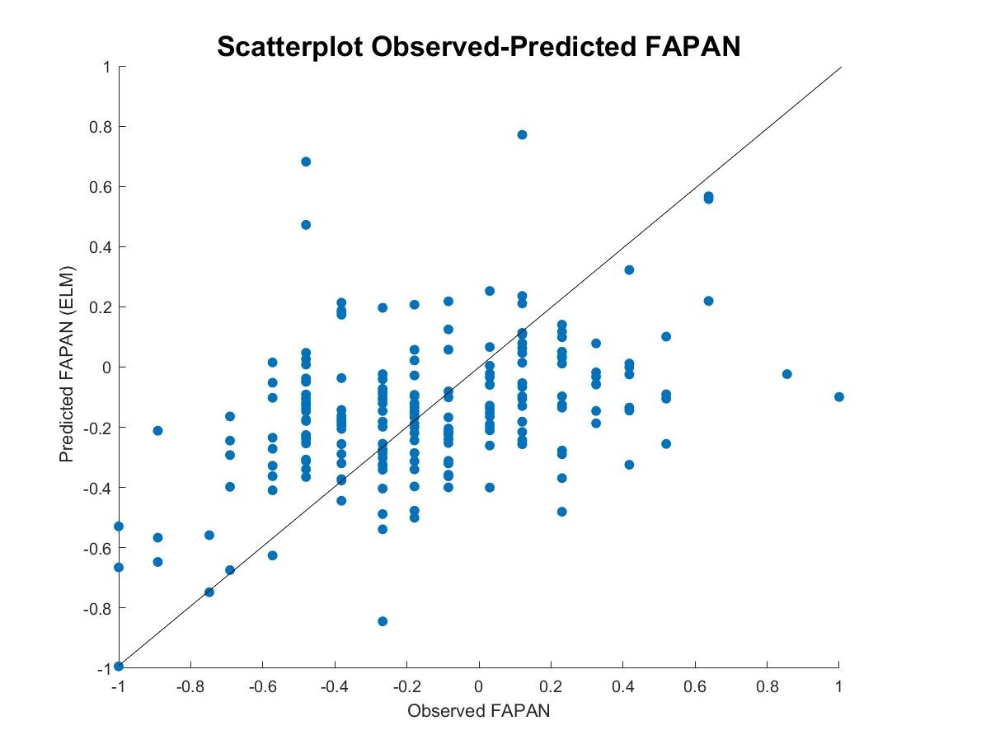 Scatterplot Observed-Predicted FAPAN
1
0.8
0.6
0.4
0.2
0
-0.2
-0.4
-0.6
-0.8
-1
Predicted FAPAN (ELM)
-1 -0.8 -0.6 -0.4 -0.2 0 0.2 0.4 0.6 0.8 1
Observed FAPAN